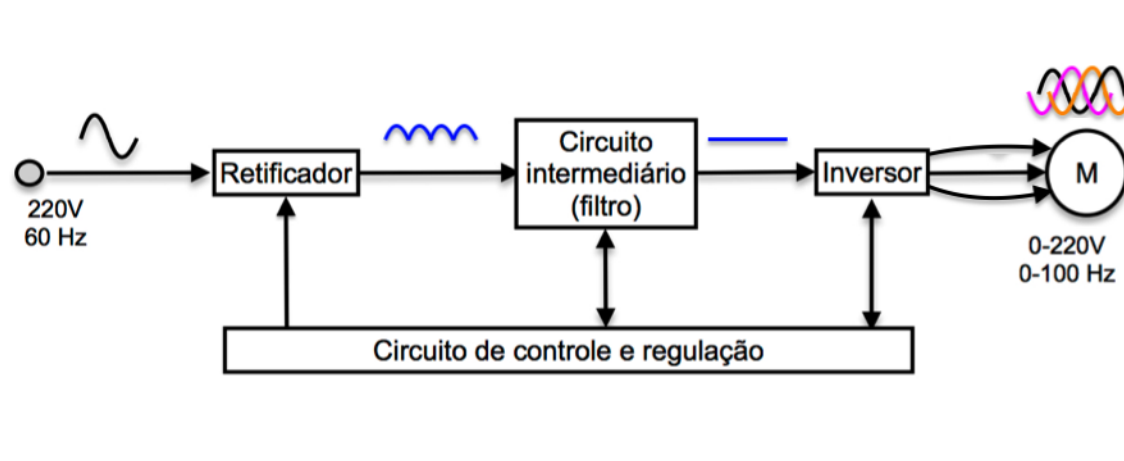 220V
60 Hz
Retificador
Circuito
intermediário
(filtro)
Inversor
M
0-220V
0-100 Hz
Circuito de controle e regulação